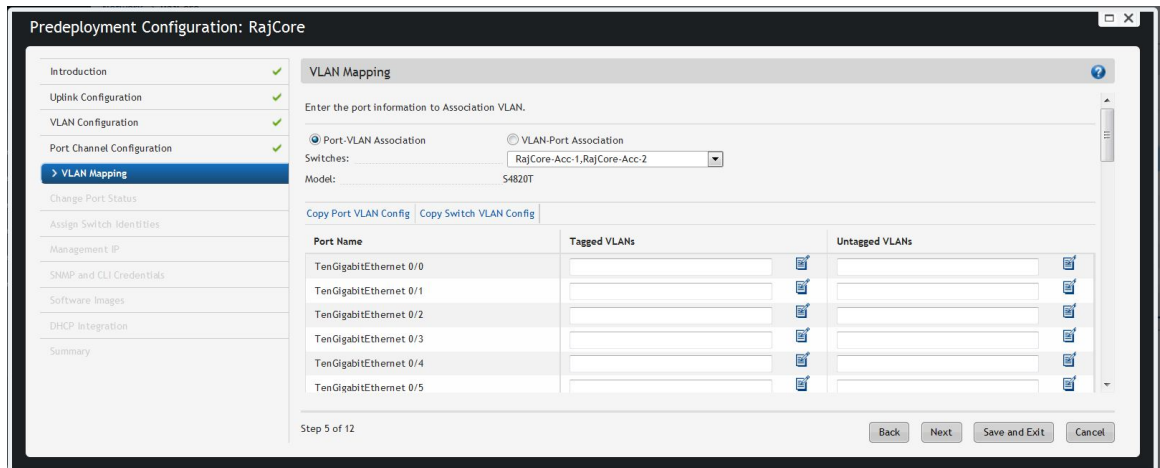 Predeployment Configuration: RajCore
Introduction
Uplink Configuration
VLAN Configuration
Port Channel Configuration
> VLAN Mapping
Change Port Status
Assign Switch Identities
Management IP
SNMP and CLI Credentials
Software Images
DHCP Integration
Summary
VLAN Mapping
Enter the port information to Association VLAN.
Port-VLAN Association VLAN-Port Association
Switches: RajCore-Acc-1,RajCore-Acc-2
Model: S4820T
Copy Port VLAN Config Copy Switch VLAN Config
Port Name Tagged VLANs Untagged VLANs
TenGigabitEthernet 0/0
TenGigabitEthernet 0/1
TenGigabitEthernet 0/2
TenGigabitEthernet 0/3
TenGigabitEthernet 0/4
TenGigabitEthernet 0/5
Step 5 of 12 Back Next Save and Exit Cancel